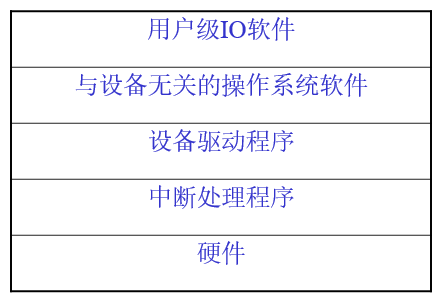 用户级IO软件
与设备无关的操作系统软件
设备驱动程序
中断处理程序
硬件